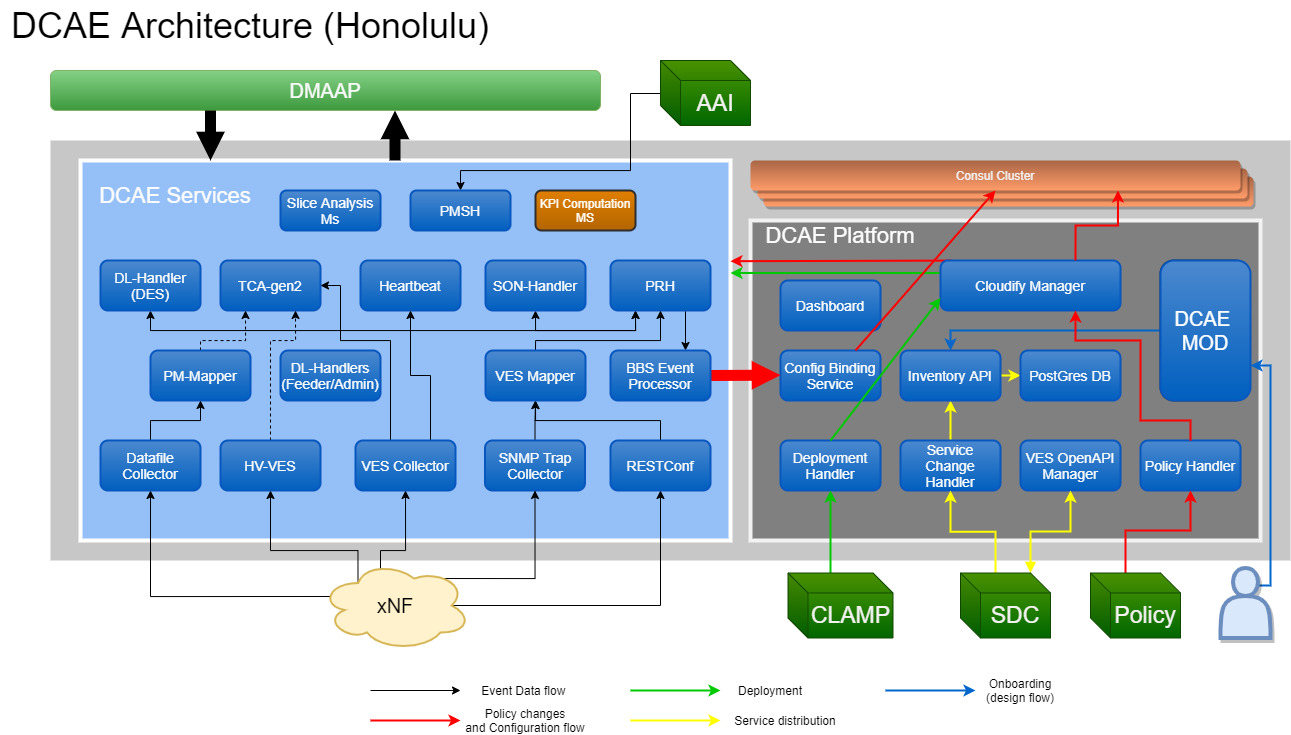 DCAE Architecture (Honolulu)
DMAAP
AAI
DCAE Services
Slice Analysis
Ms
PMSH
KPI Computation
MS
DL-Handler
(DES)
TCA-gen2
Heartbeat
SON-Handler
PRH
PM-Mapper
DL-Handlers
(Feeder/Admin)
VES Mapper
BBS Event
Processor
Datafile
Collector
HV-VES
VES Collector
SNMP Trap
Collector
RESTConf
xNF
Consul Cluster
DCAE Platform
Cloudify Manager
Dashboard
DCAE
MOD
Config Binding
Service
Inventory API
PostGres DB
Deployment
Handler
Service
Change
Handler
VES OpenAPI
Manager
Policy Handler
CLAMP
SDC
Policy
Event Data flow
Deployment
Onboarding
(design flow)
Policy changes
and Configuration flow
Service distribution